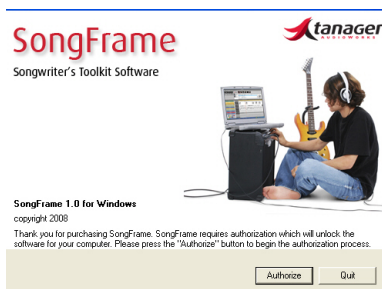 SongFrame
tanager
AUDIOWORKS
Songwriter's Toolkit Software
SongFrame 1.0 for Windows
copyright 2008
Thank you for purchasing SongFrame. SongFrame requires authorization which will unlock the
software for your computer. Please press the "Authorize" button to begin the authorization process.
Authorize
Quit